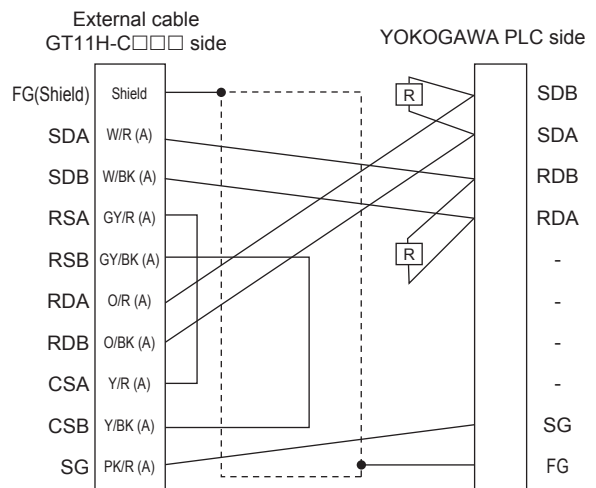 External cable
GT11H-C□□□ side
YOKOGAWA PLC side
FG(Shield) Shield R SDB
SDA W/R (A) SDA
SDB W/BK (A) RDB
RSA GY/R (A) RDA
RSB GY/BK (A) R -
RDA O/R (A) -
RDB O/BK (A) -
CSA Y/R (A) -
CSB Y/BK (A) SG
SG PK/R (A) FG